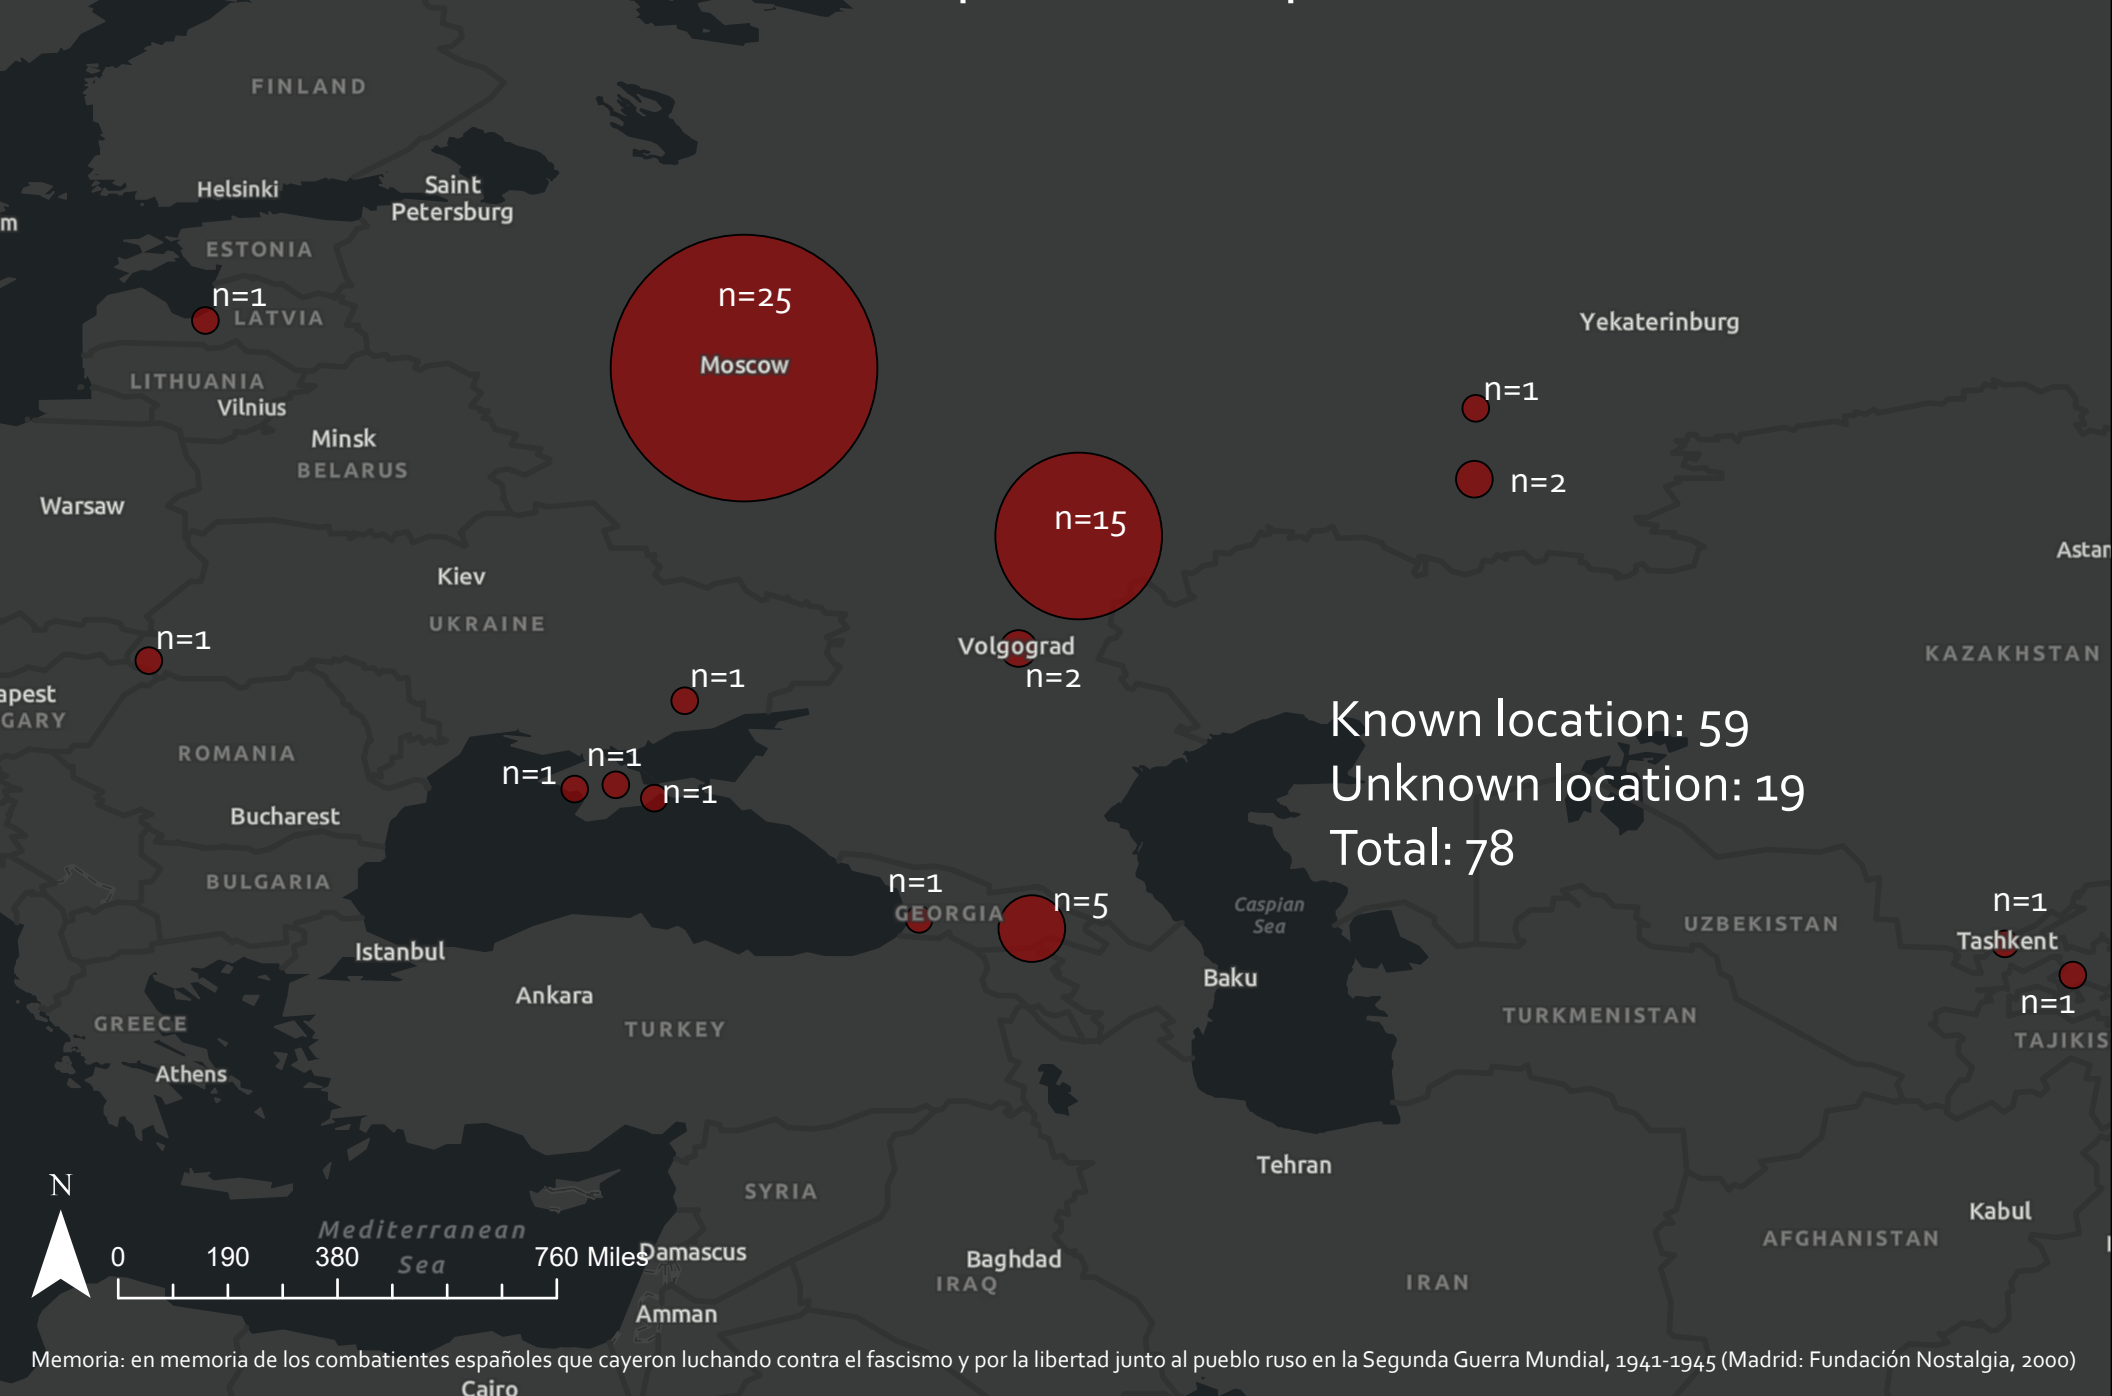 FINLAND
Helsinki
Saint
Petersburg
m
ESTONIA
n=1
LATVIA
n=25
Moscow
Yekaterinburg
LITHUANIA
Vilnius
n=1
Minsk
BELARUS
n=2
Warsaw
n=15
Astan
Kiev
UKRAINE
n=1
Volgograd
n=2
KAZAKHSTAN
apest
GARY
n=1
Known location: 59
Unknown location: 19
Total: 78
ROMANIA
n=1
n=1
n=1
Bucharest
BULGARIA
n=1
GEORGIA
n=5
Caspian
Sea
n=1
UZBEKISTAN
Tashkent
Istanbul
Baku
Ankara
n=1
GREECE
TURKEY
TURKMENISTAN
TAJIKIS
Athens
Tehran
N
SYRIA
Kabul
Mediterranean
Sea
0 190 380 760 Miles
Damascus
Baghdad
AFGHANISTAN
IRAQ
IRAN
Amman
Memoria: en memoria de los combatientes españoles que cayeron luchando contra el fascismo y por la libertad junto al pueblo ruso en la Segunda Guerra Mundial, 1941-1945 (Madrid: Fundación Nostalgia, 2000)
Cairo